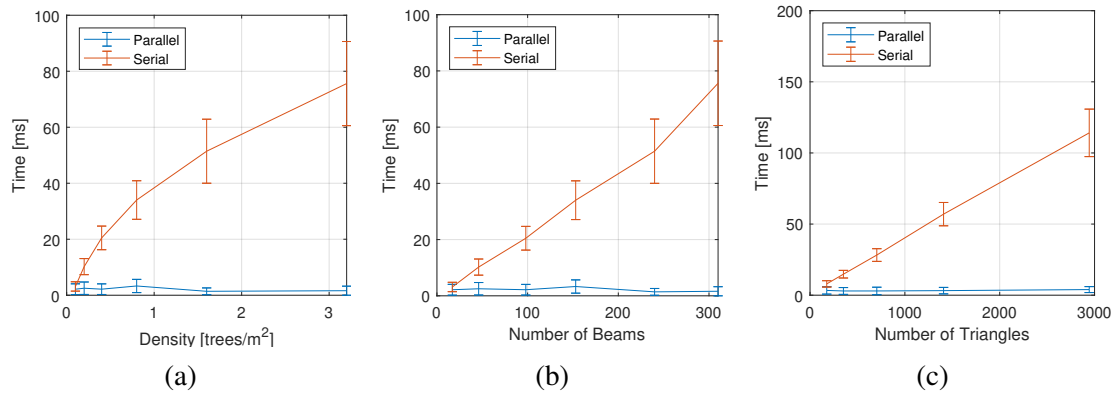 100
80
60
40
20
0
Time [ms]
Parallel
Serial
0 1 2 3
Density [trees/m²]
(a)
100
80
60
40
20
0
Time [ms]
Parallel
Serial
0 100 200 300
Number of Beams
(b)
200
150
100
50
0
Time [ms]
Parallel
Serial
0 1000 2000 3000
Number of Triangles
(c)